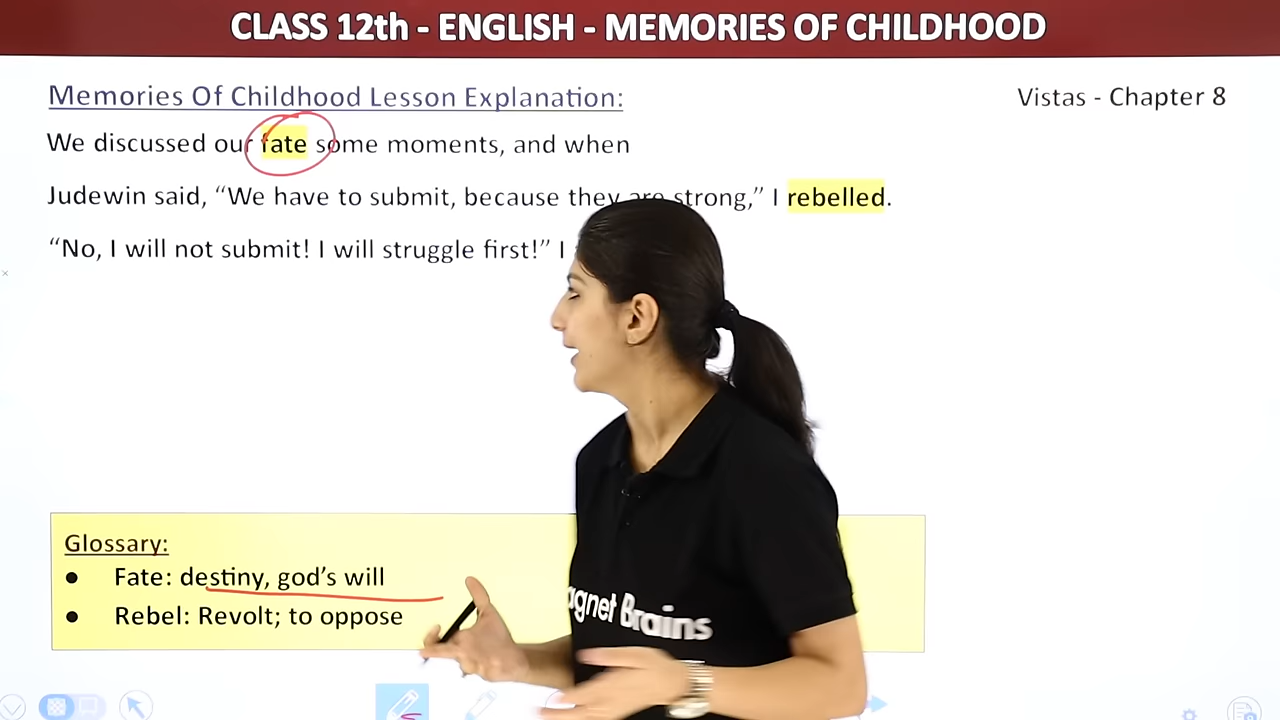 CLASS 12th - ENGLISH - MEMORIES OF CHILDHOOD
Memories Of Childhood Lesson Explanation:
Vistas - Chapter 8
We discussed our fate some moments, and when
Judewin said, “We have to submit, because they are strong,” I rebelled.
“No, I will not submit! I will struggle first!” I
Glossary:
● Fate: destiny, god’s will
● Rebel: Revolt; to oppose
agnet Brains